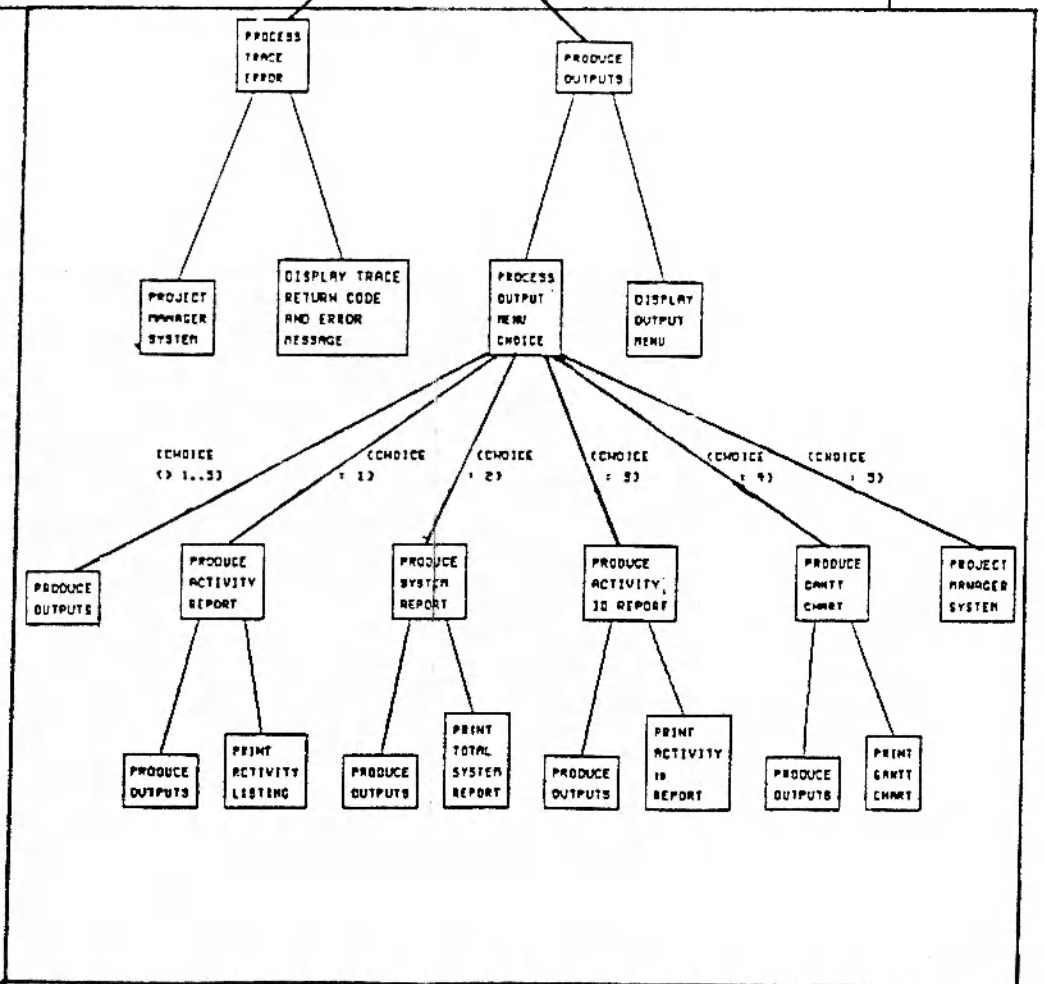 PROCESS
TRACE
ERROR
PRODUCE
OUTPUTS
PROJECT
MANAGER
SYSTEM
DISPLAY TRACE
RETURN CODE
AND ERROR
MESSAGE
PROCESS
OUTPUT
MENU
CHOICE
DISPLAY
OUTPUT
MENU
(CHOICE
<> 1..5)
(CHOICE
= 1)
(CHOICE
= 2)
(CHOICE
= 3)
(CHOICE
= 4)
(CHOICE
= 5)
PRODUCE
OUTPUTS
PRODUCE
ACTIVITY
REPORT
PRODUCE
SYSTEM
REPORT
PRODUCE
ACTIVITY
ID REPORT
PRODUCE
GANTT
CHART
PROJECT
MANAGER
SYSTEM
PRODUCE
OUTPUTS
PRINT
ACTIVITY
LISTING
PRODUCE
OUTPUTS
PRINT
TOTAL
SYSTEM
REPORT
PRODUCE
OUTPUTS
PRINT
ACTIVITY
ID
REPORT
PRODUCE
OUTPUTS
PRINT
GANTT
CHART